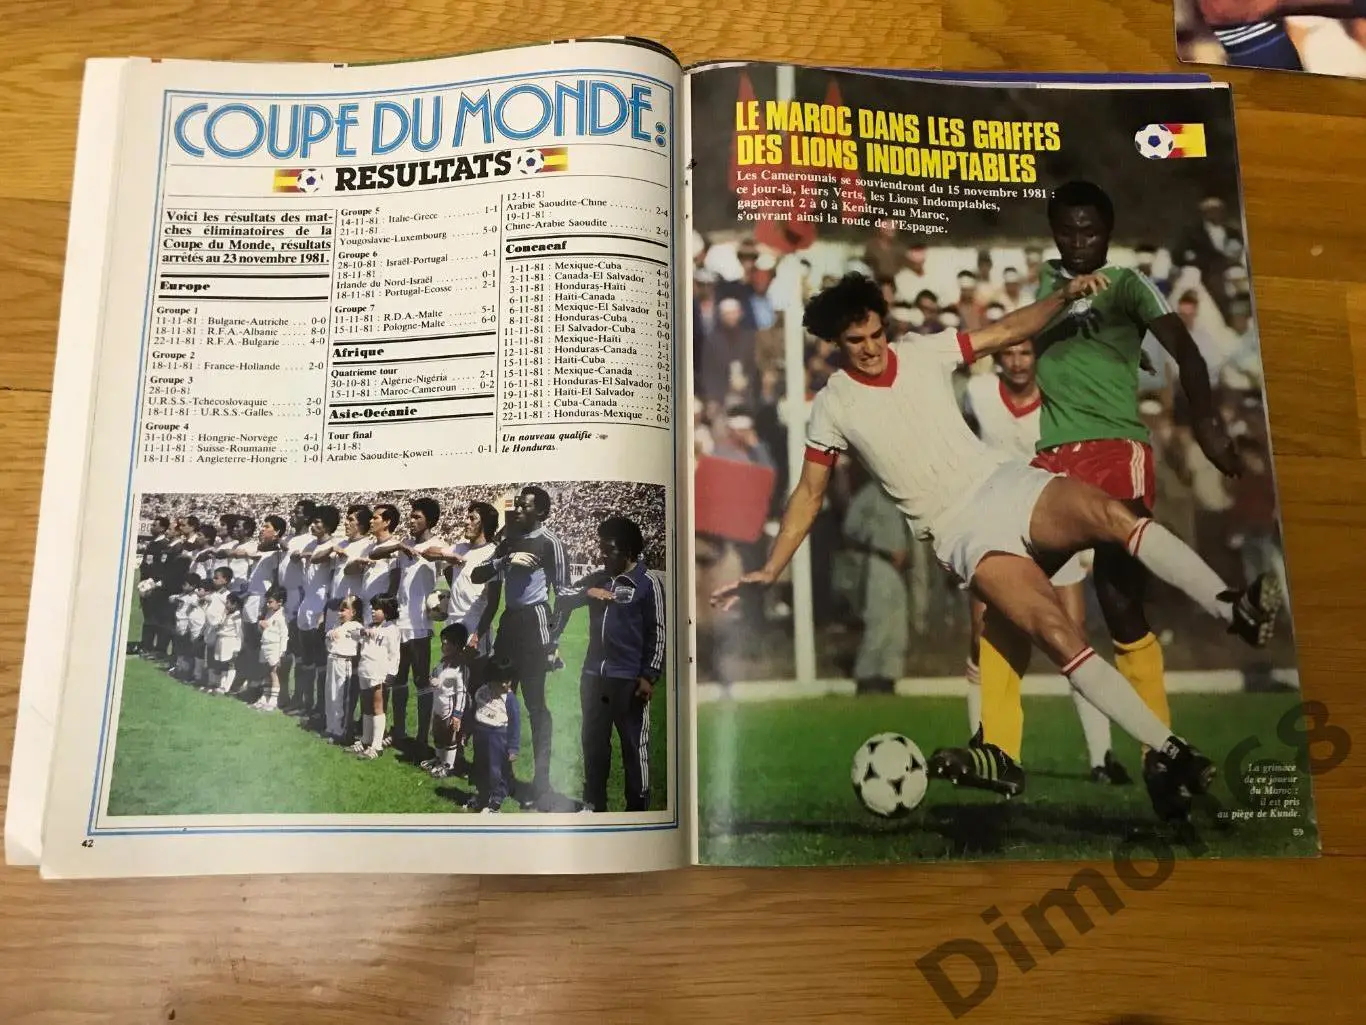 COUPE DU MONDE:
RESULTATS
Voici les résultats des mat-
ches éliminatoires de la
Coupe du Monde, résultats
arrêtés au 23 novembre 1981.
Europe
Groupe 1
11-11-81 : Bulgarie-Autriche ... 0-0
18-11-81 : R.F.A.-Albanie ..... 8-0
22-11-81 : R.F.A.-Bulgarie .... 4-0
Groupe 2
18-11-81 : France-Hollande .... 2-0
Groupe 3
28-10-81
U.R.S.S.-Tchécoslovaquie ...... 2-0
18-11-81 : U.R.S.S.-Galles .... 3-0
Groupe 4
31-10-81 : Hongrie-Norvège ... 4-1
11-11-81 : Suisse-Roumanie ... 0-0
18-11-81 : Angleterre-Hongrie . 1-0
Groupe 5
14-11-81 : Italie-Grèce ....... 1-1
21-11-81 :
Yougoslavie-Luxembourg ...... 5-0
Groupe 6
28-10-81 : Israël-Portugal .... 4-1
18-11-81 :
Irlande du Nord-Israël ....... 0-1
18-11-81 : Portugal-Ecosse ... 2-1
Groupe 7
11-11-81 : R.D.A.-Malte ...... 5-1
15-11-81 : Pologne-Malte ..... 6-0
Afrique
Quatrième tour
30-10-81 : Algérie-Nigéria .... 2-1
15-11-81 : Maroc-Cameroun ... 0-2
Asie-Océanie
Tour final
4-11-81
Arabie Saoudite-Koweit ....... 0-1
12-11-81
Arabie Saoudite-Chine ....... 2-4
19-11-81 :
Chine-Arabie Saoudite ....... 2-0
Concacaf
1-11-81 : Mexique-Cuba ..... 4-0
2-11-81 : Canada-El Salvador . 1-0
3-11-81 : Honduras-Haïti .... 4-0
6-11-81 : Haïti-Canada ...... 1-1
6-11-81 : Mexique-El Salvador 0-1
8-11-81 : Honduras-Cuba .... 2-0
11-11-81 : El Salvador-Cuba .. 0-0
11-11-81 : Mexique-Haïti ..... 1-1
12-11-81 : Honduras-Canada .. 2-1
15-11-81 : Haïti-Cuba ........ 0-2
15-11-81 : Mexique-Canada ... 1-1
16-11-81 : Honduras-El Salvador 0-0
19-11-81 : Haïti-El Salvador ... 0-1
20-11-81 : Cuba-Canada ...... 2-2
22-11-81 : Honduras-Mexique . 0-0
Un nouveau qualifié :
le Honduras.
42
LE MAROC DANS LES GRIFFES
DES LIONS INDOMPTABLES
Les Camerounais se souviendront du 15 novembre 1981 :
ce jour-là, leurs Verts, les Lions Indomptables,
gagnèrent 2 à 0 à Kenitra, au Maroc,
s'ouvrant ainsi la route de l'Espagne.
La grimace
de ce joueur
du Maroc :
il est pris
au piège de Kunde.
59
Dimon68